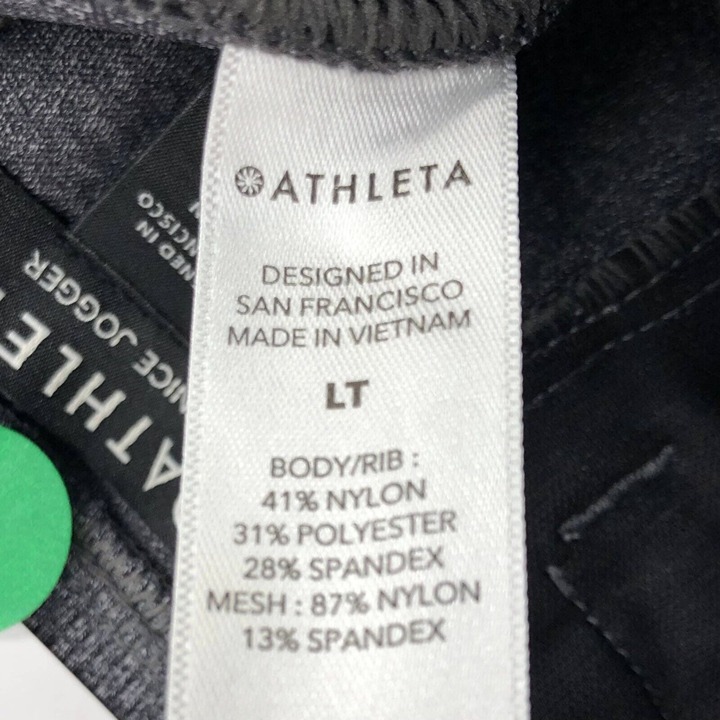 ATHLETA
DESIGNED IN
SAN FRANCISCO
MADE IN VIETNAM
LT
BODY/RIB :
41% NYLON
31% POLYESTER
28% SPANDEX
MESH : 87% NYLON
13% SPANDEX
JOGGER